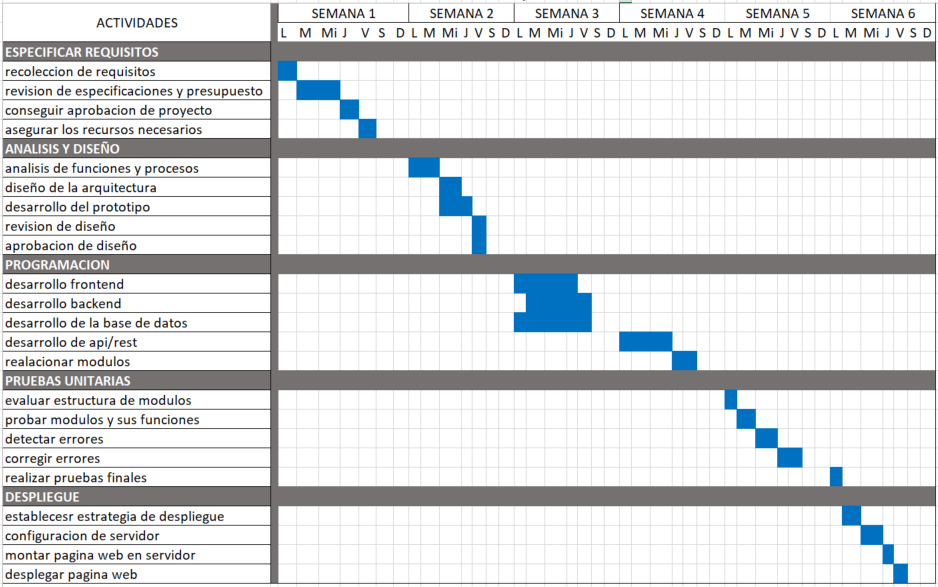 ACTIVIDADES
SEMANA 1 SEMANA 2 SEMANA 3 SEMANA 4 SEMANA 5 SEMANA 6
L M Mi J V S D L M Mi J V S D L M Mi J V S D L M Mi J V S D L M Mi J V S D L M Mi J V S D
ESPECIFICAR REQUISITOS
recoleccion de requisitos
revision de especificaciones y presupuesto
conseguir aprobacion de proyecto
asegurar los recursos necesarios
ANALISIS Y DISEÑO
analisis de funciones y procesos
diseño de la arquitectura
desarrollo del prototipo
revision de diseño
aprobacion de diseño
PROGRAMACION
desarrollo frontend
desarrollo backend
desarrollo de la base de datos
desarrollo de api/rest
realacionar modulos
PRUEBAS UNITARIAS
evaluar estructura de modulos
probar modulos y sus funciones
detectar errores
corregir errores
realizar pruebas finales
DESPLIEGUE
establecesr estrategia de despliegue
configuracion de servidor
montar pagina web en servidor
desplegar pagina web